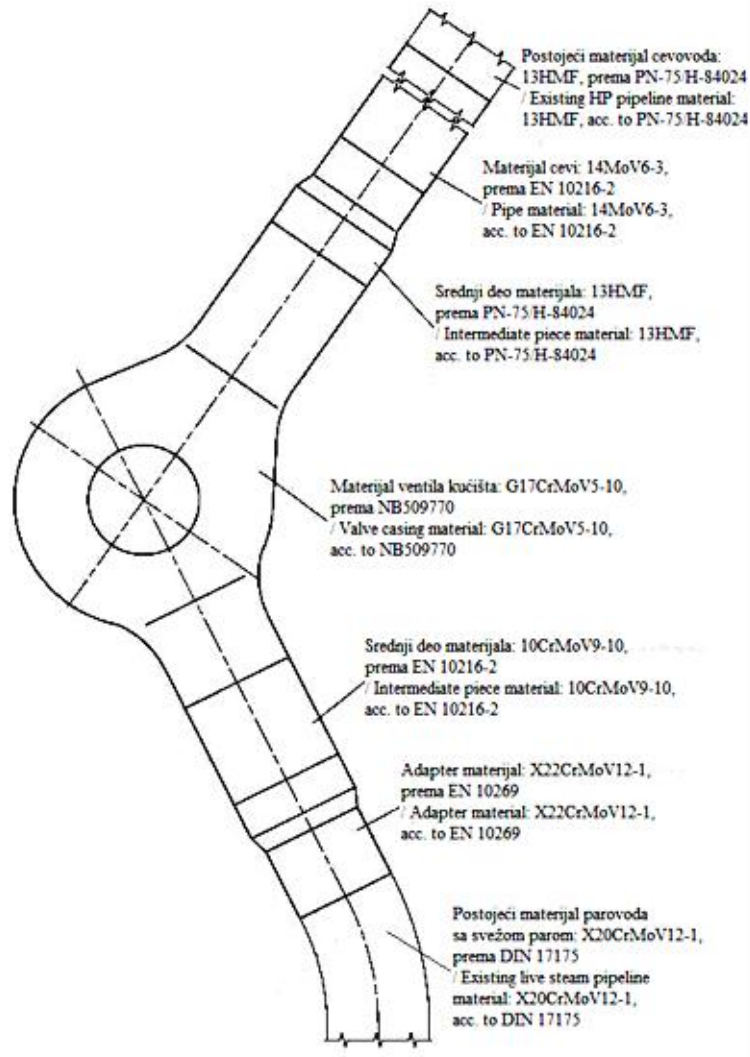 Postojeći materijal cevovoda:
13HMF, prema PN-75/H-84024
/ Existing HP pipeline material:
13HMF, acc. to PN-75/H-84024
Materijal cevi: 14MoV6-3,
prema EN 10216-2
/ Pipe material: 14MoV6-3,
acc. to EN 10216-2
Srednji deo materijala: 13HMF,
prema PN-75/H-84024
/ Intermediate piece material: 13HMF,
acc. to PN-75/H-84024
Materijal ventila kućišta: G17CrMoV5-10,
prema NB509770
/ Valve casing material: G17CrMoV5-10,
acc. to NB509770
Srednji deo materijala: 10CrMoV9-10,
prema EN 10216-2
/ Intermediate piece material: 10CrMoV9-10,
acc. to EN 10216-2
Adapter materijal: X22CrMoV12-1,
prema EN 10269
/ Adapter material: X22CrMoV12-1,
acc. to EN 10269
Postojeći materijal parovoda
sa svežom parom: X20CrMoV12-1,
prema DIN 17175
/ Existing live steam pipeline
material: X20CrMoV12-1,
acc. to DIN 17175